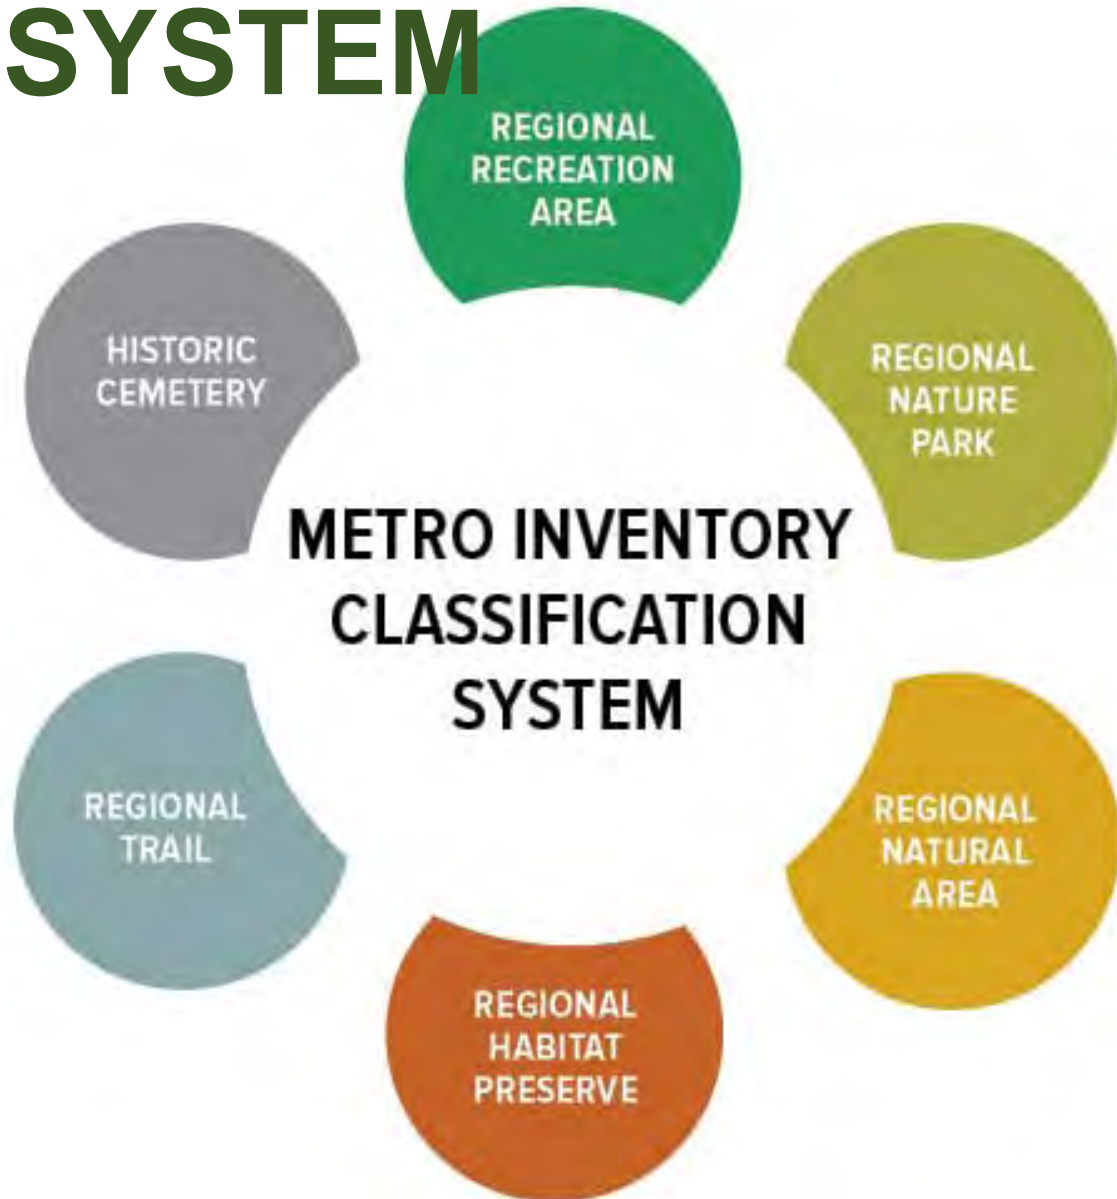 SYSTEM
REGIONAL
RECREATION
AREA
HISTORIC
CEMETERY
REGIONAL
NATURE
PARK
METRO INVENTORY
CLASSIFICATION
SYSTEM
REGIONAL
TRAIL
REGIONAL
NATURAL
AREA
REGIONAL
HABITAT
PRESERVE